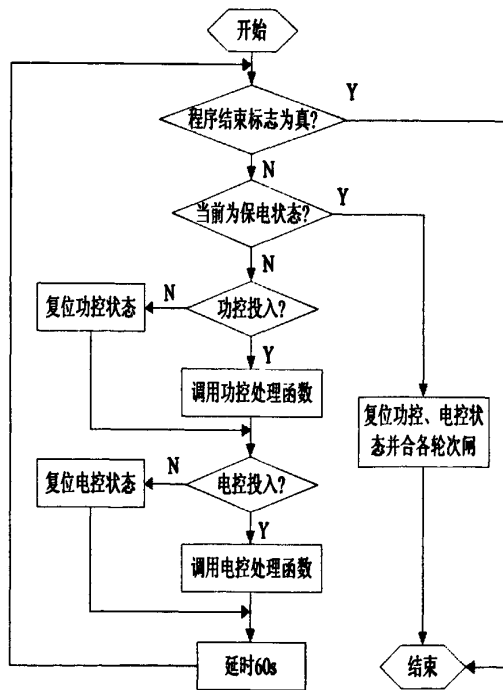 开始
Y
程序结束标志为真?
N
当前为保电状态?
Y
N
复位功控状态
N
功控投入?
Y
调用功控处理函数
复位功控、电控状
态并合各轮次闸
复位电控状态
N
电控投入?
Y
调用电控处理函数
延时60s
结束